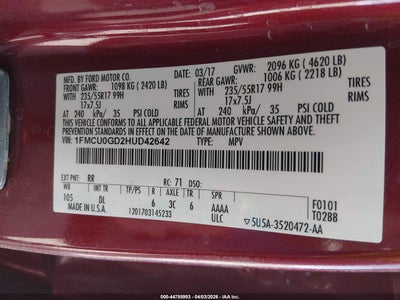 MFD. BY FORD MOTOR CO.
03/17 GVWR: 2096 KG ( 4620 LB)
FRONT GAWR: 1098 KG ( 2420 LB) REAR GAWR: 1006 KG ( 2218 LB)
WITH TIRES WITH TIRES
235/55R17 99H 235/55R17 99H
17x7.5J RIMS 17x7.5J RIMS
AT 240 kPa/ 35 PSI COLD AT 240 kPa/ 35 PSI COLD
THIS VEHICLE CONFORMS TO ALL APPLICABLE FEDERAL MOTOR
VEHICLE SAFETY AND THEFT PREVENTION STANDARDS IN EFFECT
ON THE DATE OF MANUFACTURE SHOWN ABOVE.
VIN: 1FMCU0GD2HUD42642
TYPE: MPV
EXT PNT: RR RC: 71 DSO:
WB INT TR R AXLE TR SPR F0101
105 DL 6 3C 6 AAAA T0288
U.S.A. 1201703145233 ULC 5U5A-3520472-AA
000-44755993 - 04/03/2026 - IAA Holdings, LLC